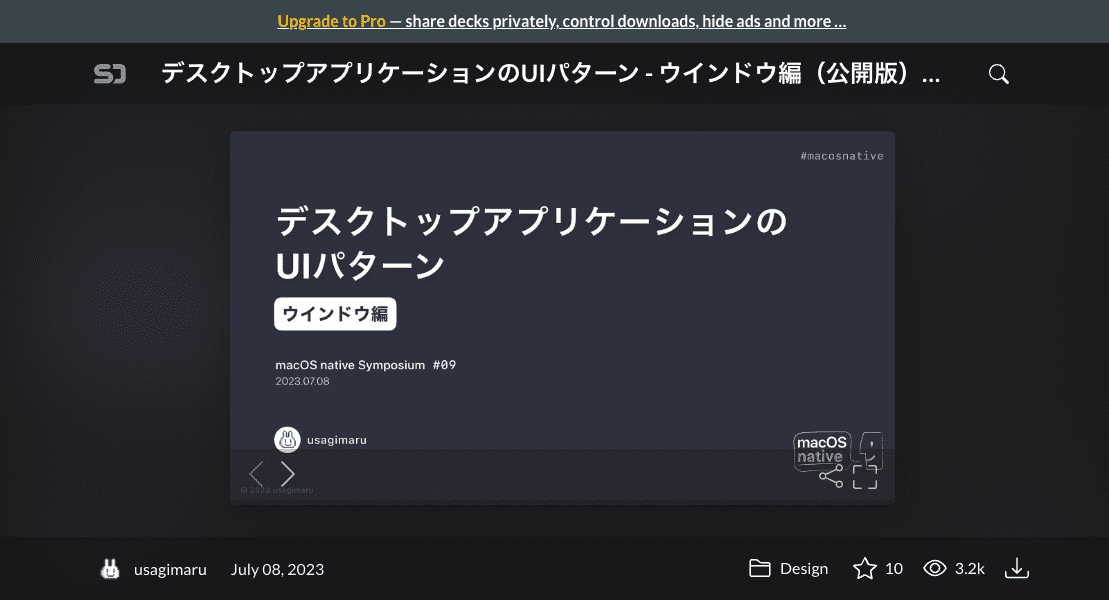 Upgrade to Pro — share decks privately, control downloads, hide ads and more …
SD
デスクトップアプリケーションのUIパターン - ウインドウ編（公開版）...
#macosnative
デスクトップアプリケーションの
UIパターン
ウインドウ編
macOS native Symposium #09
2023.07.08
usagimaru
macOS
native
© 2023 usagimaru
usagimaru
July 08, 2023
Design
10
3.2k